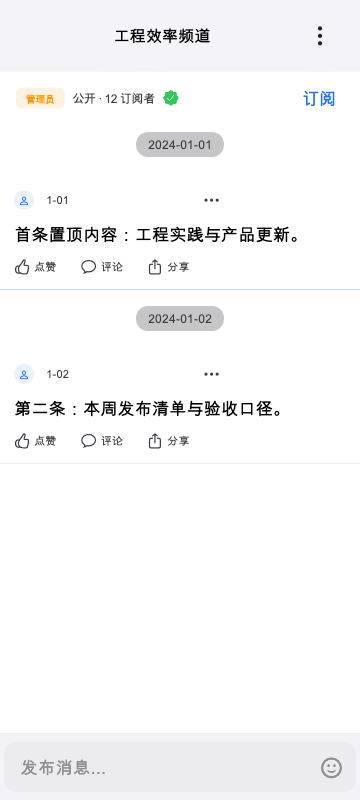 工程效率频道
管理员 公开 · 12 订阅者 订阅
2024-01-01
1-01
首条置顶内容：工程实践与产品更新。
点赞 评论 分享
2024-01-02
1-02
第二条：本周发布清单与验收口径。
点赞 评论 分享
发布消息...